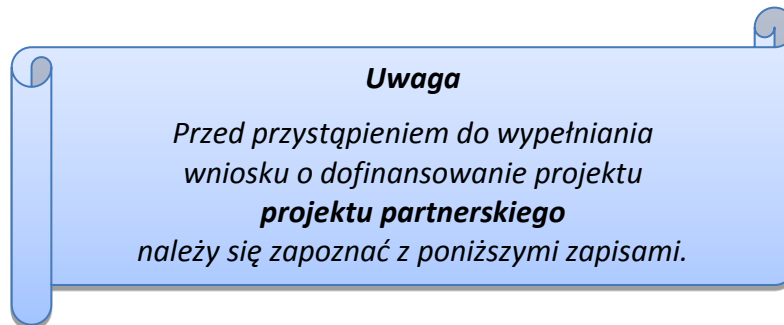 Uwaga
Przed przystąpieniem do wypełniania
wniosku o dofinansowanie projektu
projektu partnerskiego
należy się zapoznać z poniższymi zapisami.